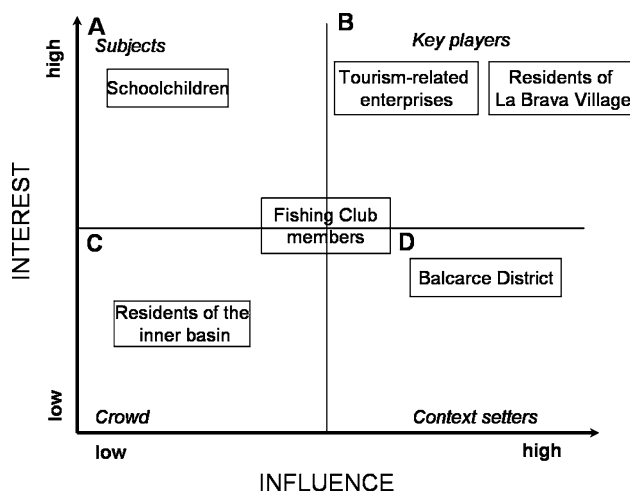 A
Subjects
B
Key players
high
Schoolchildren
Tourism-related
enterprises
Residents of
La Brava Village
INTEREST
Fishing Club
members
C
D
Balcarce District
Residents of the
inner basin
low
Crowd
Context setters
low
high
INFLUENCE